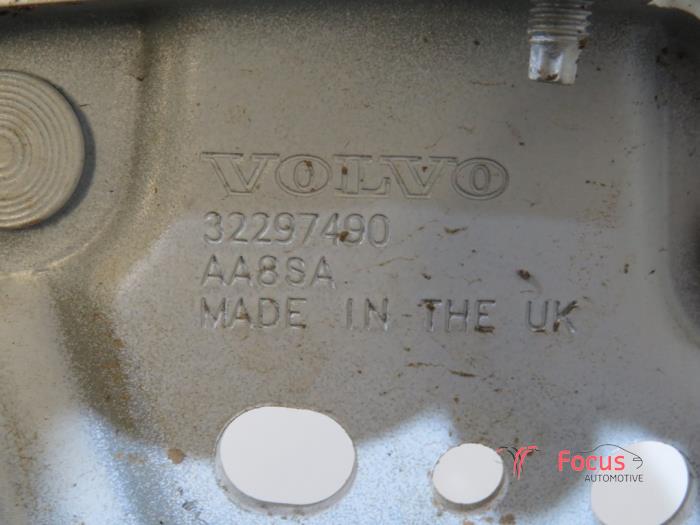 VOLVO
32297490
AA8SA
MADE IN THE UK
Focus
AUTOMOTIVE